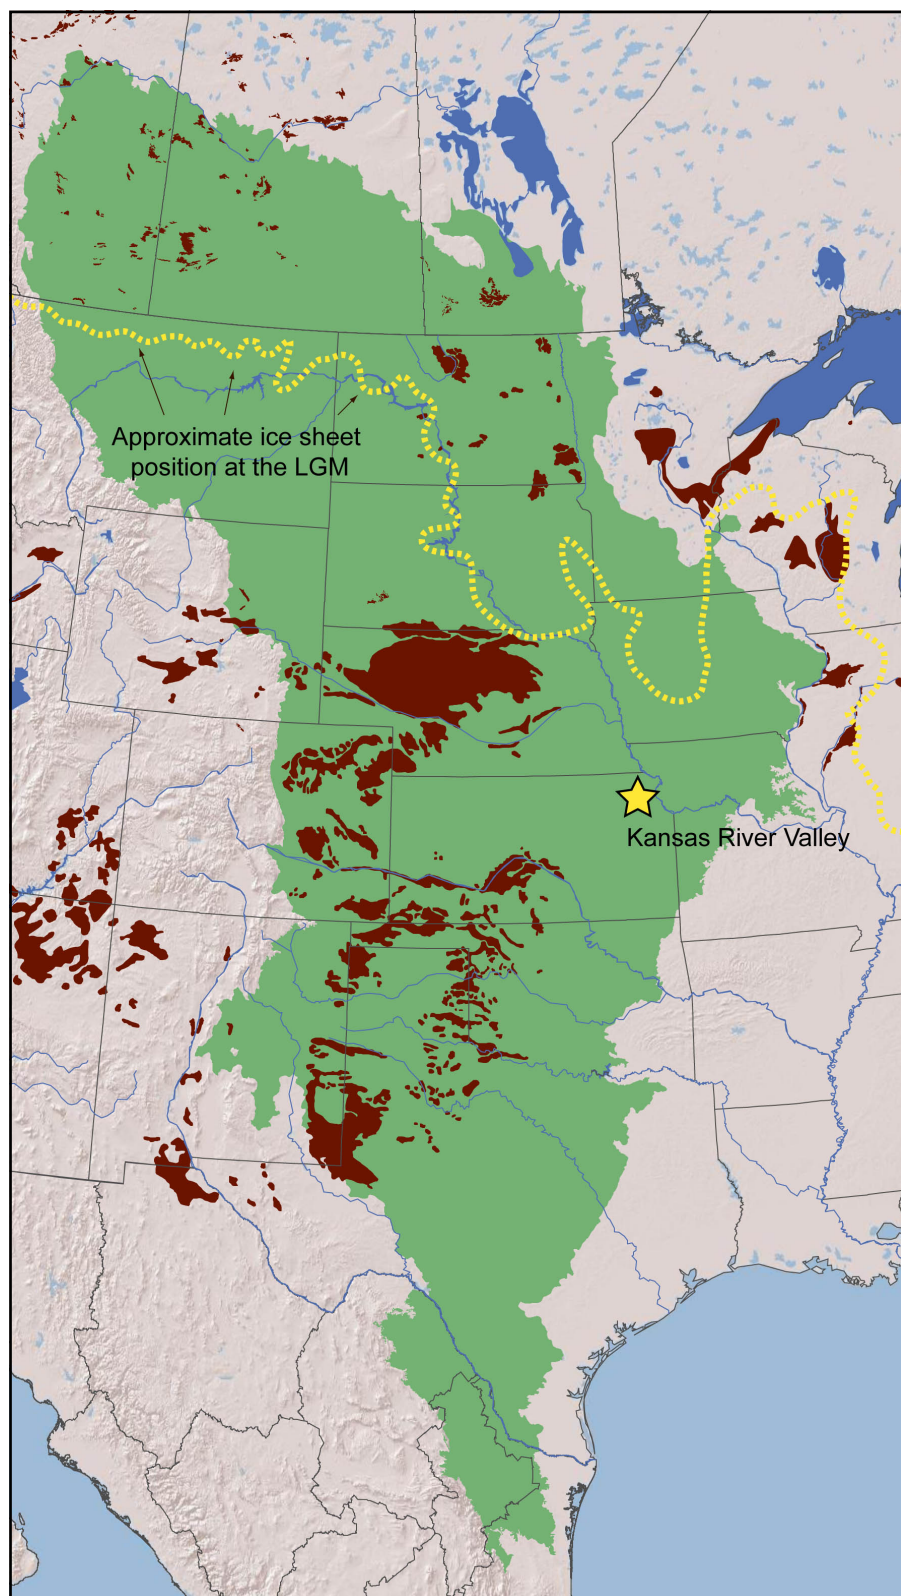 Approximate ice sheet
position at the LGM
Kansas River Valley